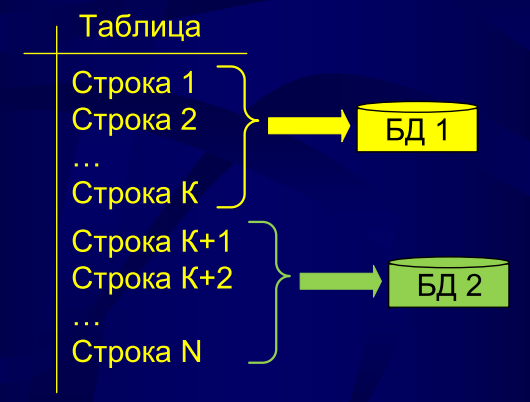 Таблица
Строка 1
Строка 2
…
Строка К
Строка К+1
Строка К+2
…
Строка N
БД 1
БД 2